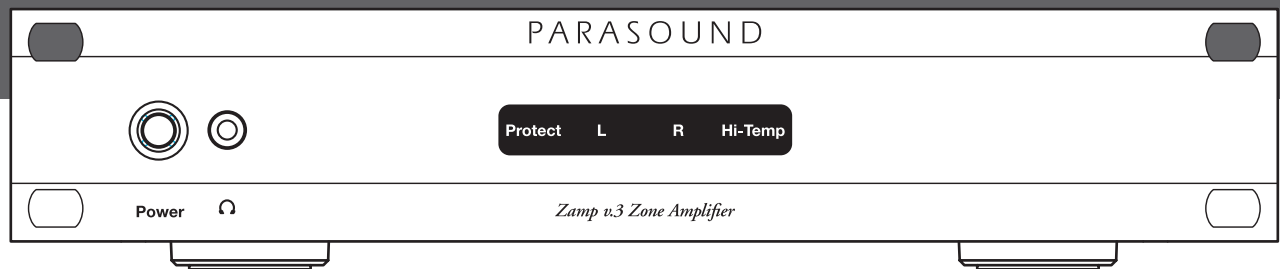 PARASOUND
Protect L R Hi-Temp
Power
Zamp v.3 Zone Amplifier